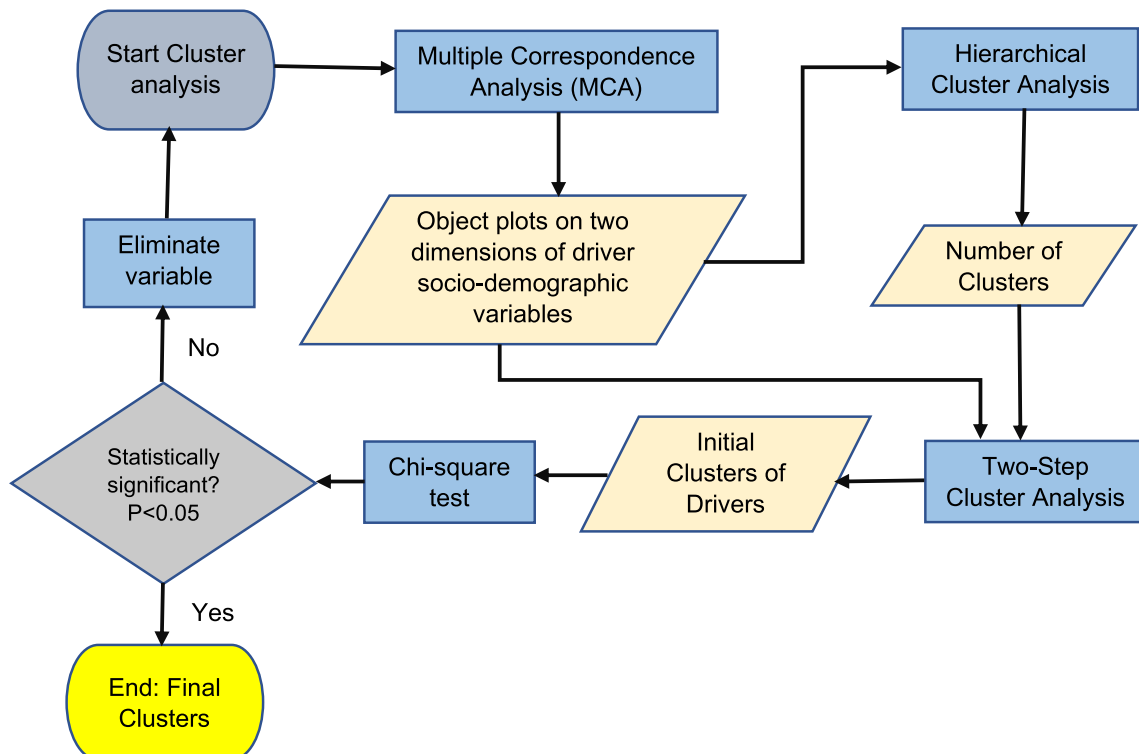 Start Cluster
analysis
Multiple Correspondence
Analysis (MCA)
Hierarchical
Cluster Analysis
Object plots on two
dimensions of driver
socio-demographic
variables
Number of
Clusters
Eliminate
variable
No
Statistically
significant?
P<0.05
Chi-square
test
Initial
Clusters of
Drivers
Two-Step
Cluster Analysis
Yes
End: Final
Clusters